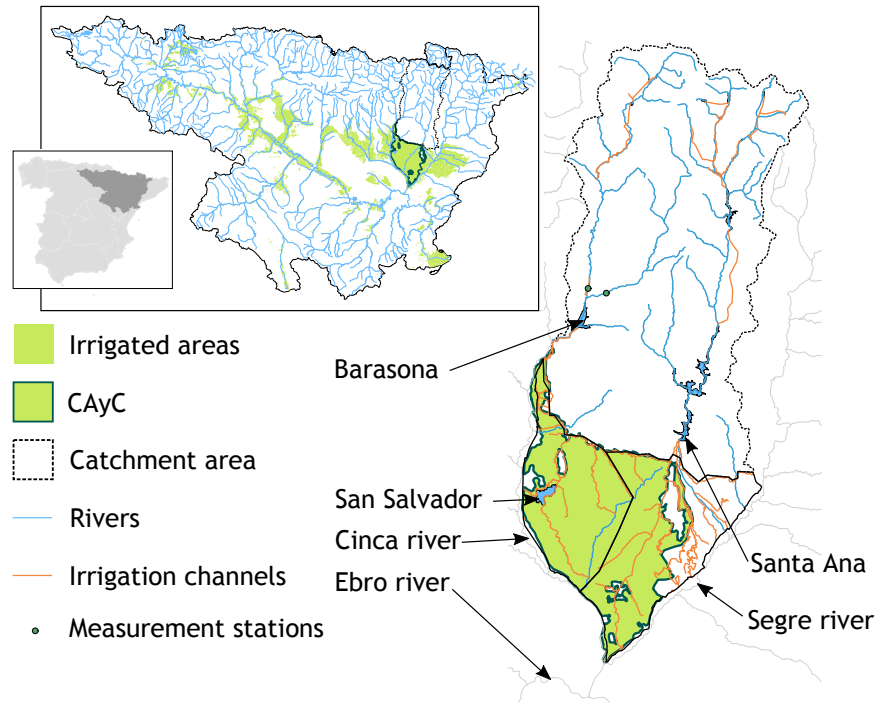 Irrigated areas
CAyC
Catchment area
Rivers
Irrigation channels
Measurement stations
Barasona
San Salvador
Cinca river
Ebro river
Santa Ana
Segre river